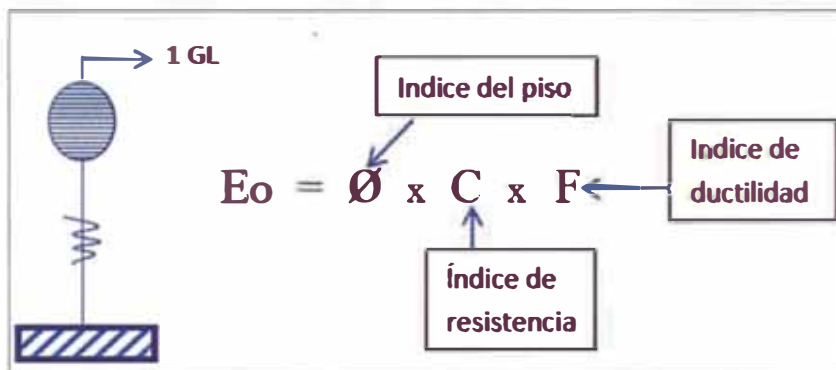 1 GL
Indice del piso
Eo = Ø x C x F
Indice de
ductilidad
Índice de
resistencia